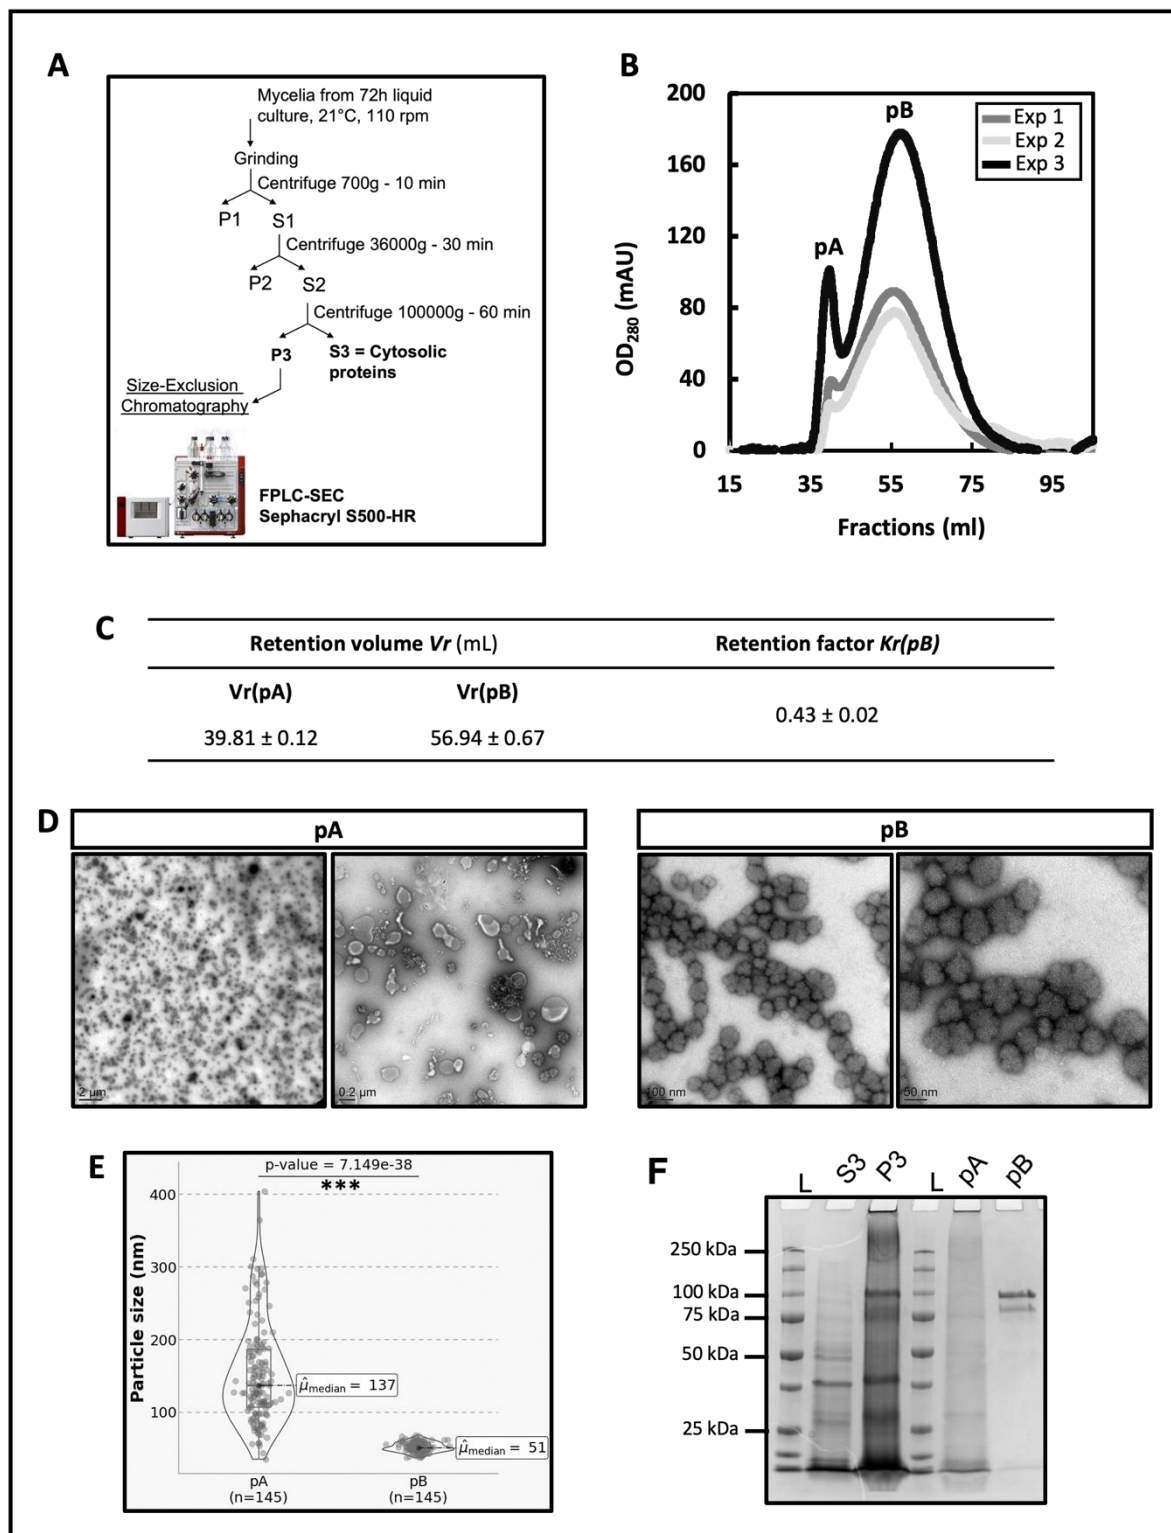 A
Mycelia from 72h liquid
culture, 21°C, 110 rpm
Grinding
Centrifuge 700g - 10 min
P1
S1
Centrifuge 36000g - 30 min
P2
S2
Centrifuge 100000g - 60 min
P3
S3 = Cytosolic
proteins
Size-Exclusion
Chromatography
FPLC-SEC
Sephacryl S500-HR
B
200
160
120
80
40
0
OD280 (mAU)
pA
pB
Exp 1
Exp 2
Exp 3
15 35 55 75 95
Fractions (ml)
C
Retention volume Vr (mL) Retention factor Kr(pB)
Vr(pA) Vr(pB)
0.43 ± 0.02
39.81 ± 0.12 56.94 ± 0.67
D
pA
pB
2 µm
0.2 µm
100 nm
50 nm
E
p-value = 7.149e-38
***
400
300
200
100
Particle size (nm)
μ̂median = 137
μ̂median = 51
pA
(n=145)
pB
(n=145)
F
L S3 P3 L pA pB
250 kDa
100 kDa
75 kDa
50 kDa
25 kDa